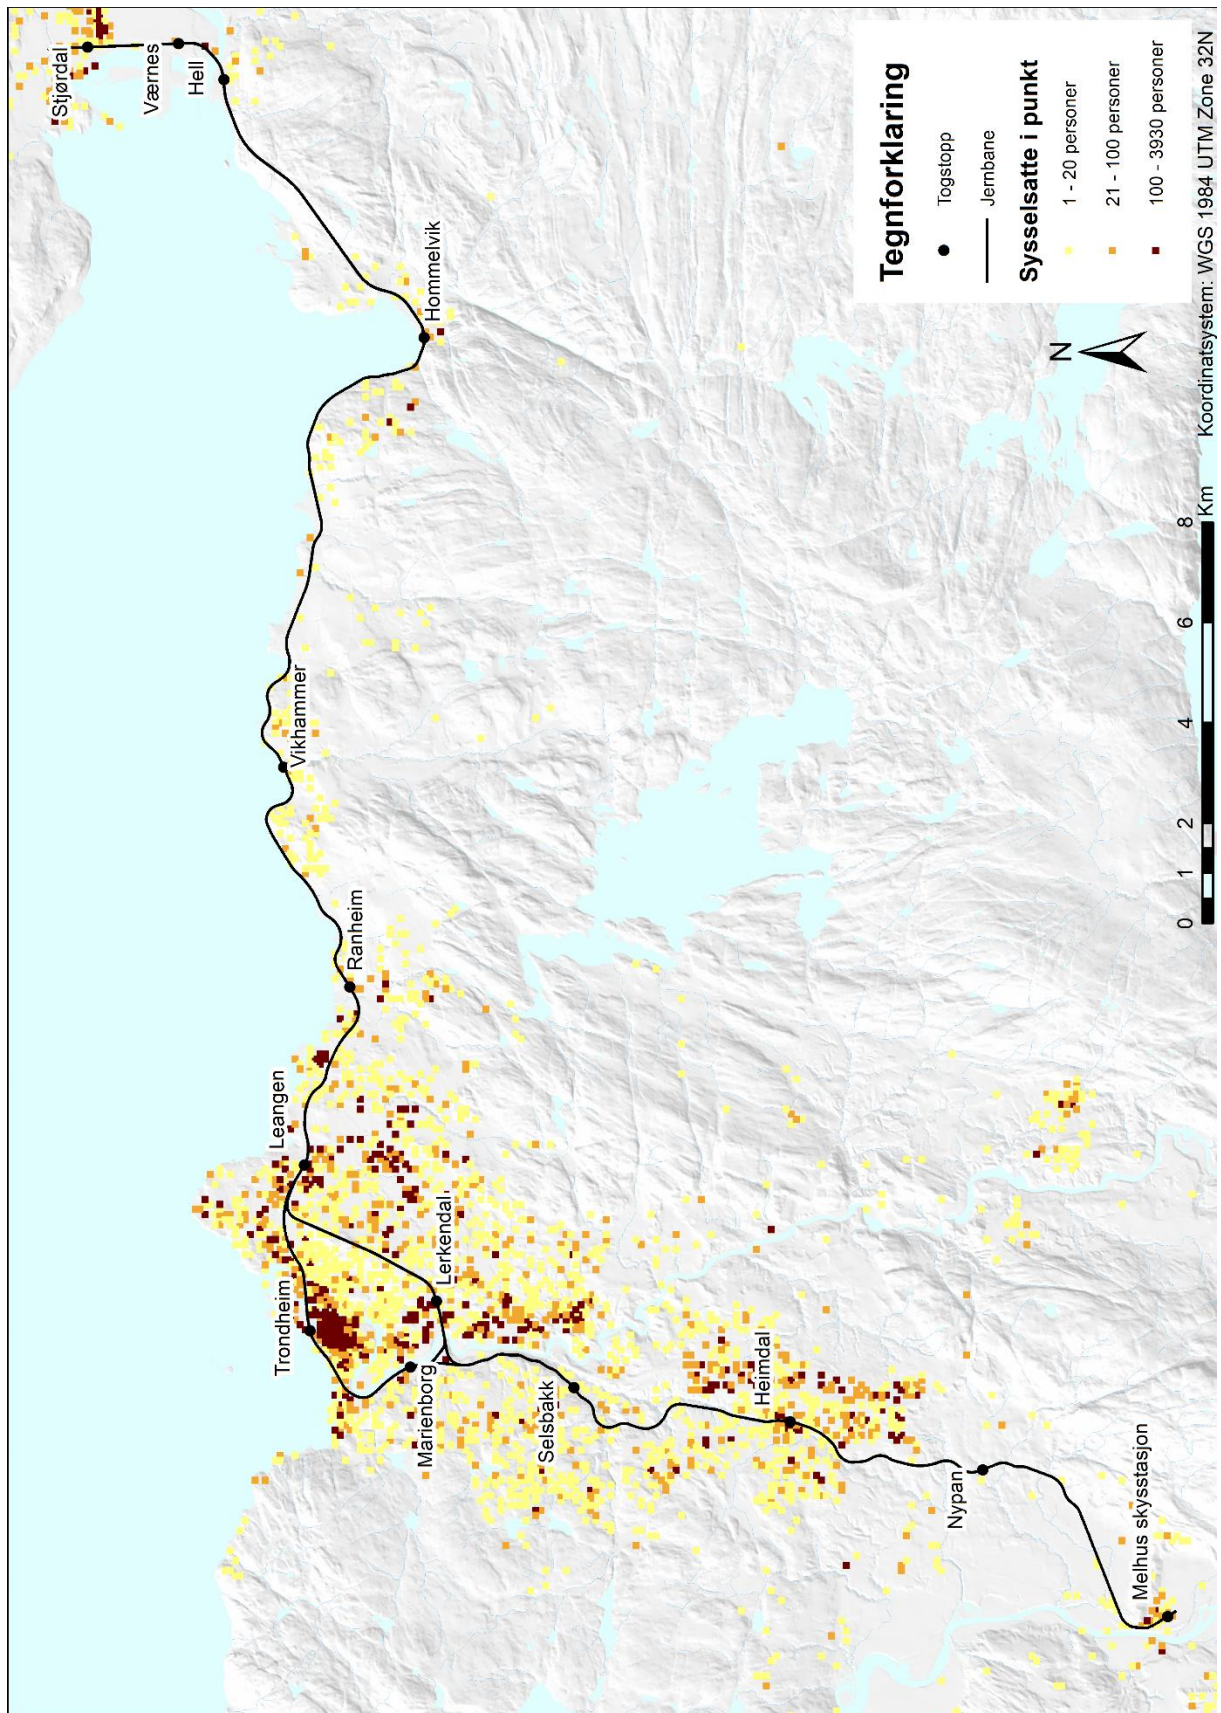 Stjørdal
Værnes
Hell
Hommelvik
Vikhammer
Ranheim
Leangen
Trondheim
Lerkendal
Marienborg
Selsbakk
Heimdal
Nypan
Melhus skysstasjon
Tegnforklaring
Togstopp
Jernbane
Sysselsatte i punkt
1 - 20 personer
21 - 100 personer
100 - 3930 personer
N
0 1 2 4 6 8
Km
Koordinatsystem: WGS 1984 UTM Zone 32N